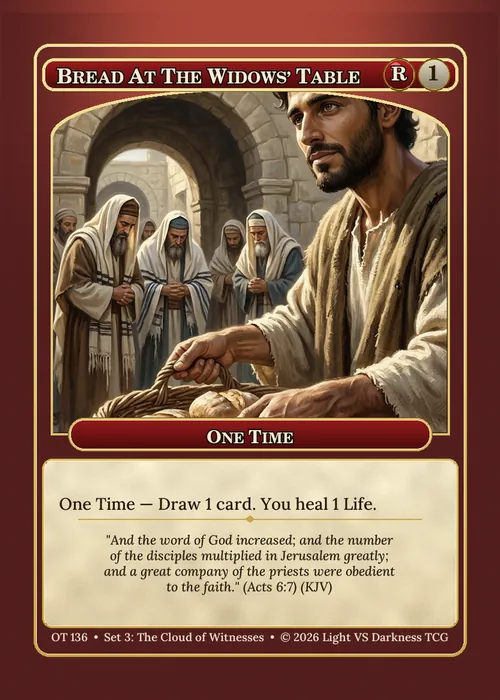 BREAD AT THE WIDOWS' TABLE R 1
ONE TIME
One Time — Draw 1 card. You heal 1 Life.
"And the word of God increased; and the number
of the disciples multiplied in Jerusalem greatly;
and a great company of the priests were obedient
to the faith." (Acts 6:7) (KJV)
OT 136 • Set 3: The Cloud of Witnesses • © 2026 Light VS Darkness TCG